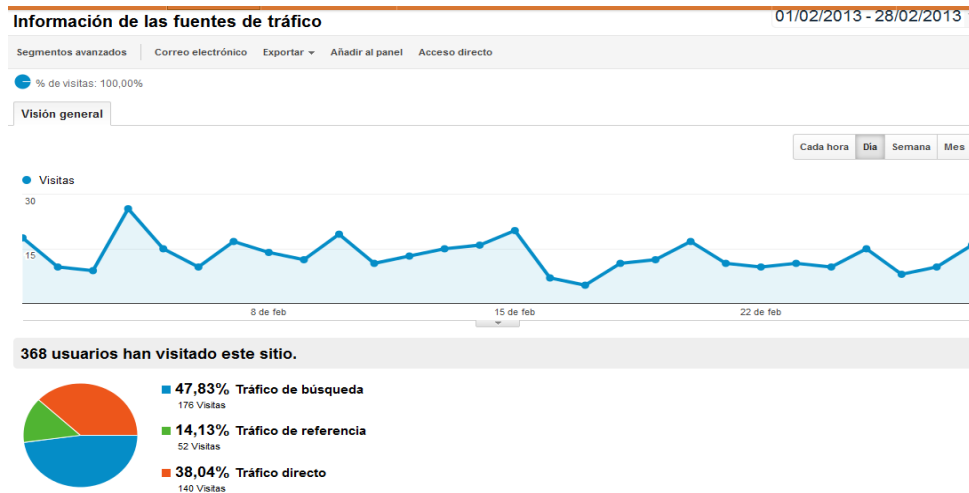 Información de las fuentes de tráfico
01/02/2013 - 28/02/2013
Segmentos avanzados Correo electrónico Exportar Añadir al panel Acceso directo
% de visitas: 100,00%
Visión general
Cada hora Día Semana Mes
Visitas
30
15
8 de feb 15 de feb 22 de feb
368 usuarios han visitado este sitio.
47,83% Tráfico de búsqueda
176 Visitas
14,13% Tráfico de referencia
52 Visitas
38,04% Tráfico directo
140 Visitas